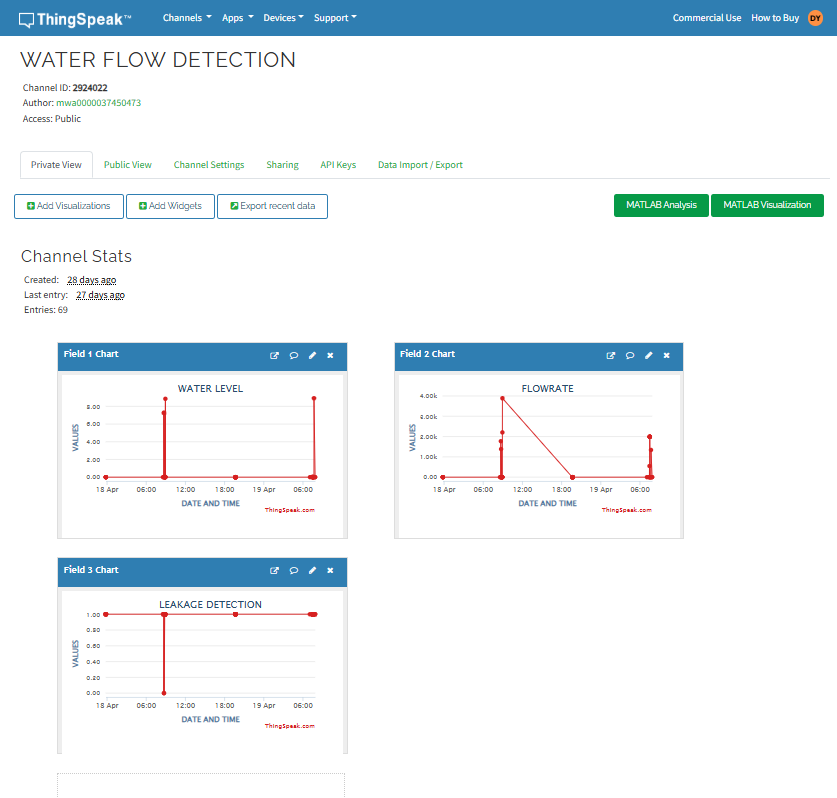 ThingSpeak™ Channels Apps Devices Support Commercial Use How to Buy DY
WATER FLOW DETECTION
Channel ID: 2924022
Author: mwa0000037450473
Access: Public
Private View Public View Channel Settings Sharing API Keys Data Import / Export
Add Visualizations Add Widgets Export recent data MATLAB Analysis MATLAB Visualization
Channel Stats
Created: 28 days ago
Last entry: 27 days ago
Entries: 69
Field 1 Chart
WATER LEVEL
VALUES
8.00
6.00
4.00
2.00
0.00
18 Apr 06:00 12:00 18:00 19 Apr 06:00
DATE AND TIME
ThingSpeak.com
Field 2 Chart
FLOWRATE
VALUES
4.00k
3.00k
2.00k
1.00k
0.00
18 Apr 06:00 12:00 18:00 19 Apr 06:00
DATE AND TIME
ThingSpeak.com
Field 3 Chart
LEAKAGE DETECTION
VALUES
1.00
0.80
0.60
0.40
0.20
0.00
18 Apr 06:00 12:00 18:00 19 Apr 06:00
DATE AND TIME
ThingSpeak.com